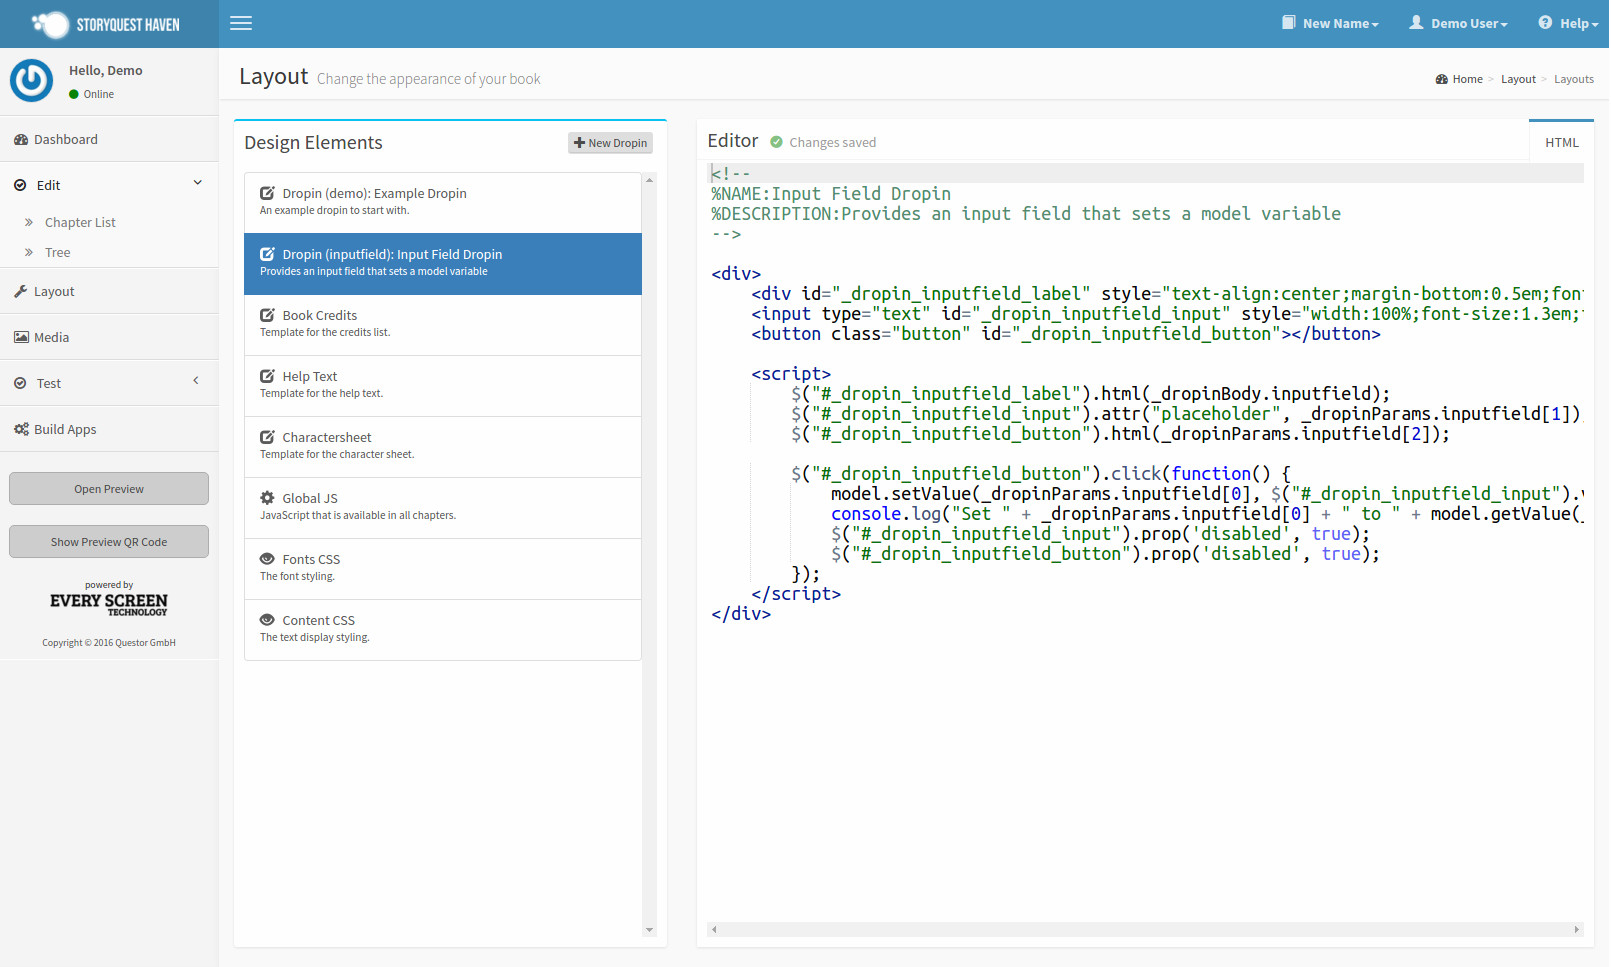 STORYQUEST HAVEN
New Name
Demo User
Help
Hello, Demo
Online
Dashboard
Edit
Chapter List
Tree
Layout
Media
Test
Build Apps
Open Preview
Show Preview QR Code
powered by
EVERY SCREEN
TECHNOLOGY
Copyright © 2016 Questor GmbH
Layout Change the appearance of your book
Home > Layout > Layouts
Design Elements
New Dropin
Dropin (demo): Example Dropin
An example dropin to start with.
Dropin (inputfield): Input Field Dropin
Provides an input field that sets a model variable
Book Credits
Template for the credits list.
Help Text
Template for the help text.
Charactersheet
Template for the character sheet.
Global JS
JavaScript that is available in all chapters.
Fonts CSS
The font styling.
Content CSS
The text display styling.
Editor Changes saved
HTML
<!--
%NAME:Input Field Dropin
%DESCRIPTION:Provides an input field that sets a model variable
-->
<div>
<div id="_dropin_inputfield_label" style="text-align:center;margin-bottom:0.5em;fon
<input type="text" id="_dropin_inputfield_input" style="width:100%;font-size:1.3em;
<button class="button" id="_dropin_inputfield_button"></button>
<script>
$("#_dropin_inputfield_label").html(_dropinBody.inputfield);
$("#_dropin_inputfield_input").attr("placeholder", _dropinParams.inputfield[1])
$("#_dropin_inputfield_button").html(_dropinParams.inputfield[2]);
$("#_dropin_inputfield_button").click(function() {
model.setValue(_dropinParams.inputfield[0], $("#_dropin_inputfield_input").v
console.log("Set " + _dropinParams.inputfield[0] + " to " + model.getValue(_
$("#_dropin_inputfield_input").prop('disabled', true);
$("#_dropin_inputfield_button").prop('disabled', true);
});
</script>
</div>